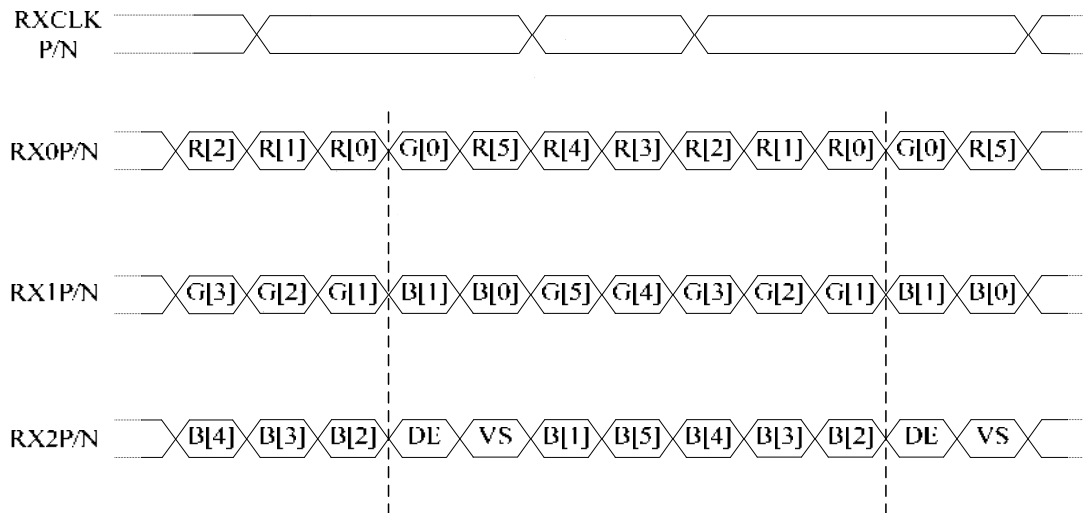 RXCLK
P/N
RX0P/N R[2] R[1] R[0] G[0] R[5] R[4] R[3] R[2] R[1] R[0] G[0] R[5]
RX1P/N G[3] G[2] G[1] B[1] B[0] G[5] G[4] G[3] G[2] G[1] B[1] B[0]
RX2P/N B[4] B[3] B[2] DE VS B[1] B[5] B[4] B[3] B[2] DE VS